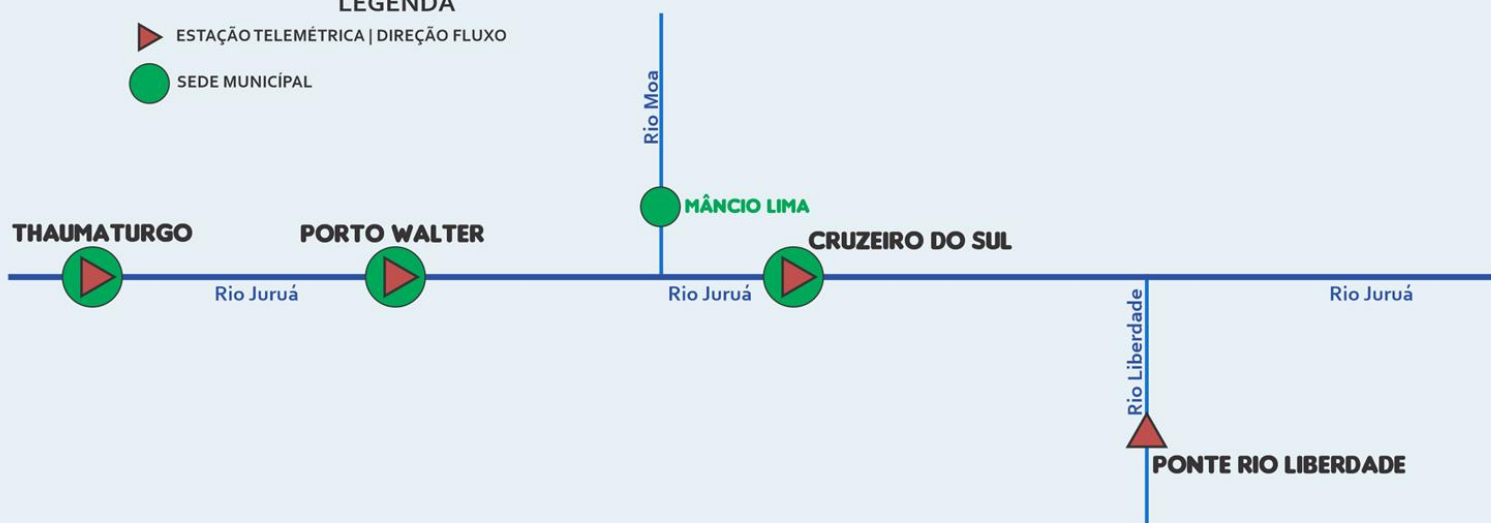 LEGENDA
ESTAÇÃO TELEMÉTRICA | DIREÇÃO FLUXO
SEDE MUNICÍPAL
Rio Moa
MÂNCIO LIMA
THAUMATURGO
PORTO WALTER
CRUZEIRO DO SUL
Rio Juruá
Rio Juruá
Rio Juruá
Rio Liberdade
PONTE RIO LIBERDADE